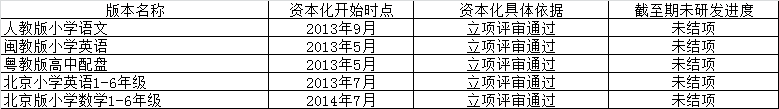 版本名称 资本化开始时点 资本化具体依据 截至期末研发进度
人教版小学语文 2013年9月 立项评审通过 未结项
闽教版小学英语 2013年5月 立项评审通过 未结项
粤教版高中配盘 2013年5月 立项评审通过 未结项
北京小学英语1-6年级 2013年7月 立项评审通过 未结项
北京版小学数学1-6年级 2014年7月 立项评审通过 未结项